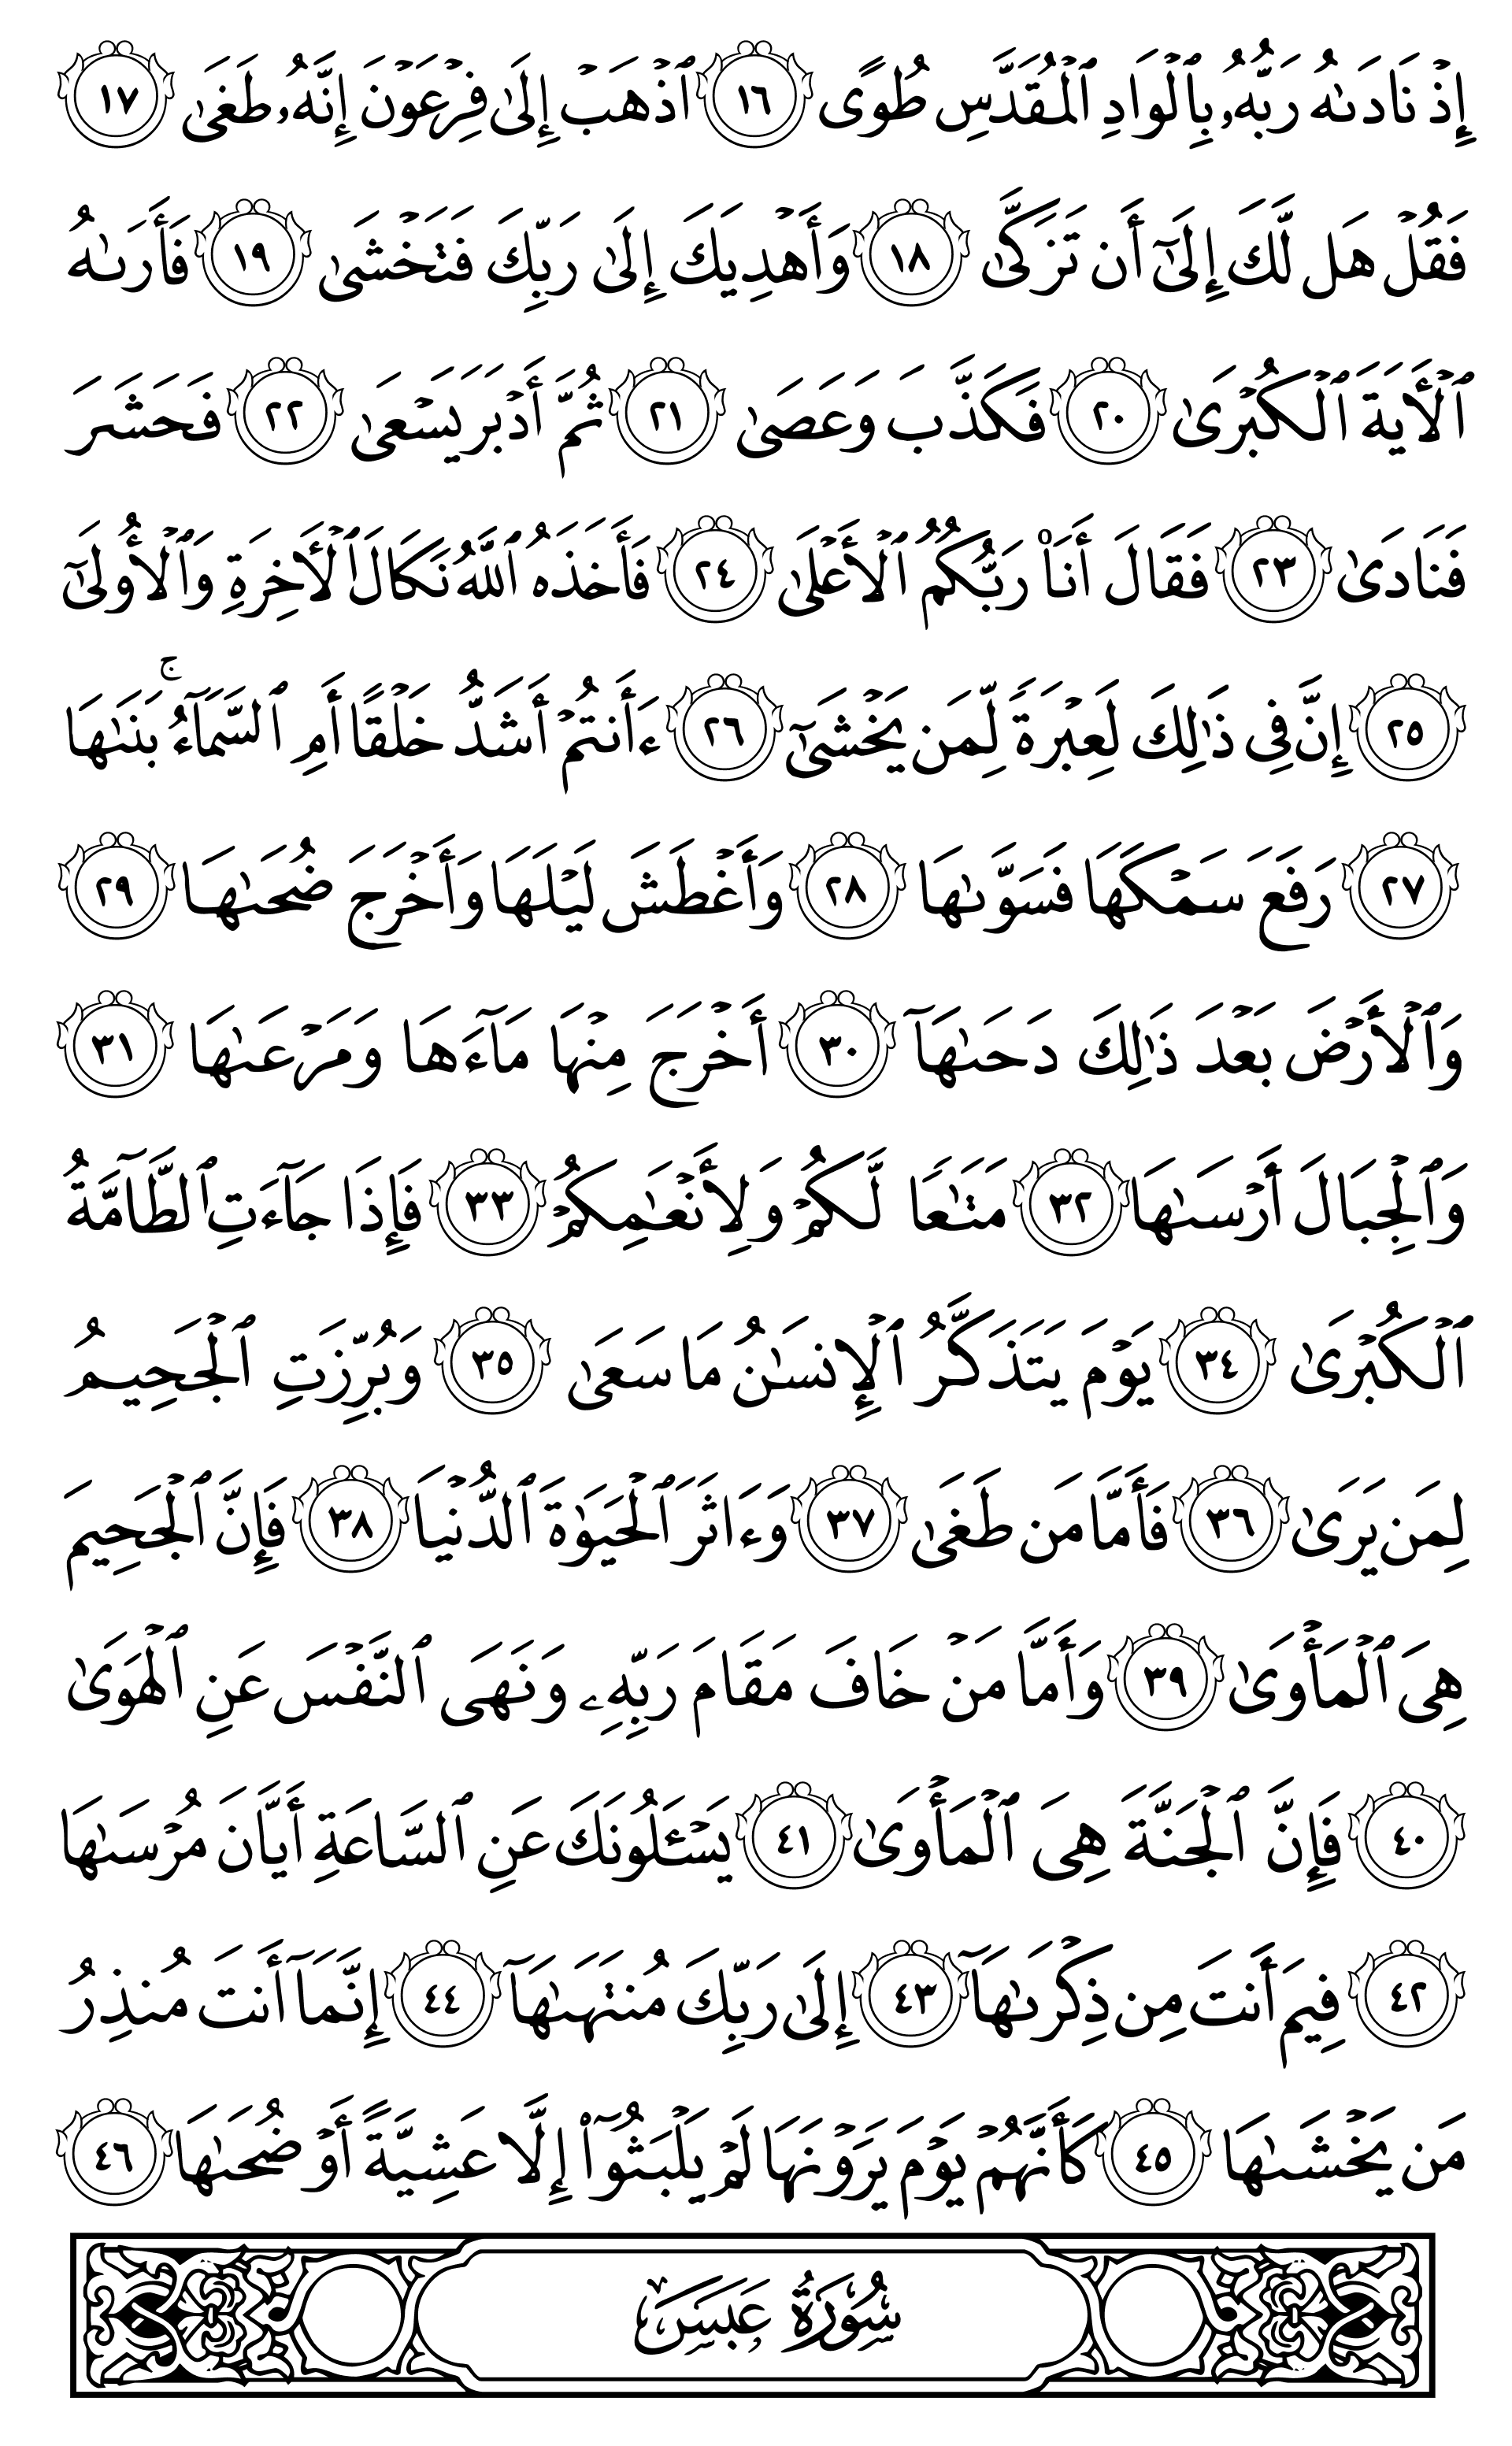 إِذْ نَادَىٰهُ رَبُّهُۥ بِٱلْوَادِ ٱلْمُقَدَّسِ طُوًى ١٦ ٱذْهَبْ إِلَىٰ فِرْعَوْنَ إِنَّهُۥ طَغَىٰ ١٧
فَقُلْ هَل لَّكَ إِلَىٰٓ أَن تَزَكَّىٰ ١٨ وَأَهْدِيَكَ إِلَىٰ رَبِّكَ فَتَخْشَىٰ ١٩ فَأَرَىٰهُ
ٱلْأٓيَةَ ٱلْكُبْرَىٰ ٢٠ فَكَذَّبَ وَعَصَىٰ ٢١ ثُمَّ أَدْبَرَ يَسْعَىٰ ٢٢ فَحَشَرَ
فَنَادَىٰ ٢٣ فَقَالَ أَنَا۠ رَبُّكُمُ ٱلْأَعْلَىٰ ٢٤ فَأَخَذَهُ ٱللَّهُ نَكَالَ ٱلْأٓخِرَةِ وَٱلْأُولَىٰٓ
٢٥ إِنَّ فِى ذَٰلِكَ لَعِبْرَةً لِّمَن يَخْشَىٰٓ ٢٦ ءَأَنتُمْ أَشَدُّ خَلْقًا أَمِ ٱلسَّمَآءُ ۚ بَنَىٰهَا
٢٧ رَفَعَ سَمْكَهَا فَسَوَّىٰهَا ٢٨ وَأَغْطَشَ لَيْلَهَا وَأَخْرَجَ ضُحَىٰهَا ٢٩
وَٱلْأَرْضَ بَعْدَ ذَٰلِكَ دَحَىٰهَآ ٣٠ أَخْرَجَ مِنْهَا مَآءَهَا وَمَرْعَىٰهَا ٣١
وَٱلْجِبَالَ أَرْسَىٰهَا ٣٢ مَتَـٰعًا لَّكُمْ وَلِأَنْعَـٰمِكُمْ ٣٣ فَإِذَا جَآءَتِ ٱلطَّآمَّةُ
ٱلْكُبْرَىٰ ٣٤ يَوْمَ يَتَذَكَّرُ ٱلْإِنسَـٰنُ مَا سَعَىٰ ٣٥ وَبُرِّزَتِ ٱلْجَحِيمُ
لِمَن يَرَىٰ ٣٦ فَأَمَّا مَن طَغَىٰ ٣٧ وَءَاثَرَ ٱلْحَيَوٰةَ ٱلدُّنْيَا ٣٨ فَإِنَّ ٱلْجَحِيمَ
هِىَ ٱلْمَأْوَىٰ ٣٩ وَأَمَّا مَنْ خَافَ مَقَامَ رَبِّهِۦ وَنَهَى ٱلنَّفْسَ عَنِ ٱلْهَوَىٰ
٤٠ فَإِنَّ ٱلْجَنَّةَ هِىَ ٱلْمَأْوَىٰ ٤١ يَسْـَٔلُونَكَ عَنِ ٱلسَّاعَةِ أَيَّانَ مُرْسَىٰهَا
٤٢ فِيمَ أَنتَ مِن ذِكْرَىٰهَآ ٤٣ إِلَىٰ رَبِّكَ مُنتَهَىٰهَآ ٤٤ إِنَّمَآ أَنتَ مُنذِرُ
مَن يَخْشَىٰهَا ٤٥ كَأَنَّهُمْ يَوْمَ يَرَوْنَهَا لَمْ يَلْبَثُوٓا۟ إِلَّا عَشِيَّةً أَوْ ضُحَىٰهَا ٤٦
سُورَةُ عَبَسَ